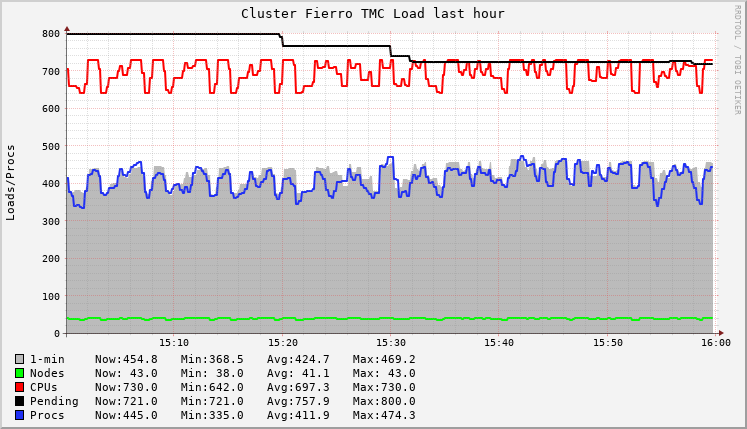 Cluster Fierro TMC Load last hour
RRDTOOL / TOBI OETIKER
Loads/Procs
800
700
600
500
400
300
200
100
0
15:10 15:20 15:30 15:40 15:50 16:00
1-min Now:454.8 Min:368.5 Avg:424.7 Max:469.2
Nodes Now: 43.0 Min: 38.0 Avg: 41.1 Max: 43.0
CPUs Now:730.0 Min:642.0 Avg:697.3 Max:730.0
Pending Now:721.0 Min:721.0 Avg:757.9 Max:800.0
Procs Now:445.0 Min:335.0 Avg:411.9 Max:474.3